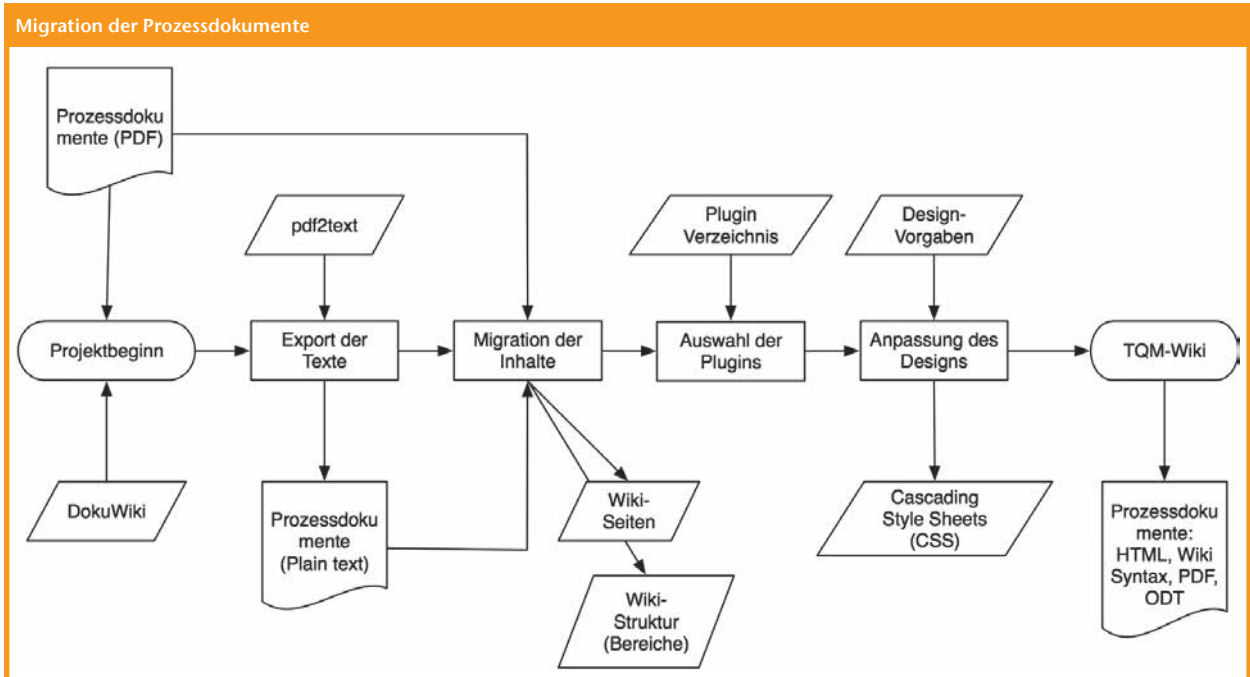 Migration der Prozessdokumente
Prozessdoku
mente (PDF)
pdf2text
Plugin
Verzeichnis
Design-
Vorgaben
Projektbeginn
Export der
Texte
Migration der
Inhalte
Auswahl der
Plugins
Anpassung des
Designs
TQM-Wiki
DokuWiki
Prozessdoku
mente
(Plain text)
Wiki-
Seiten
Wiki-
Struktur
(Bereiche)
Cascading
Style Sheets
(CSS)
Prozessdoku
mente:
HTML, Wiki
Syntax, PDF,
ODT